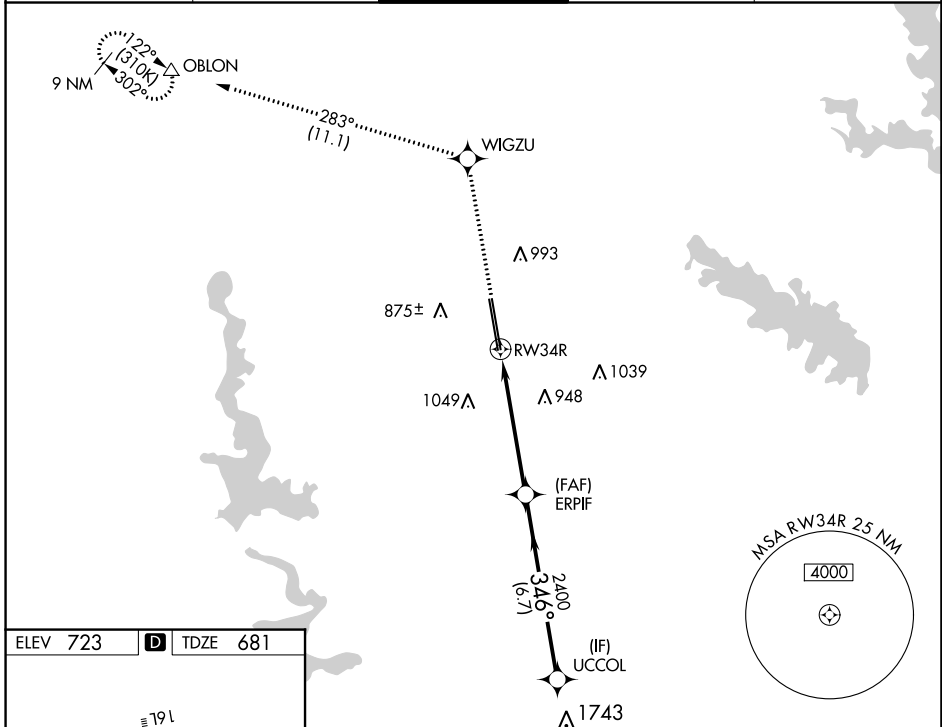 122°
(310K)
302°
9 NM
OBLON
283°
(11.1)
WIGZU
993
875±
RW34R
1039
1049
948
(FAF)
ERPIF
2400
346°
(6.7)
(IF)
UCCOL
1743
MSA RW34R 25 NM
4000
ELEV 723 D TDZE 681
16L